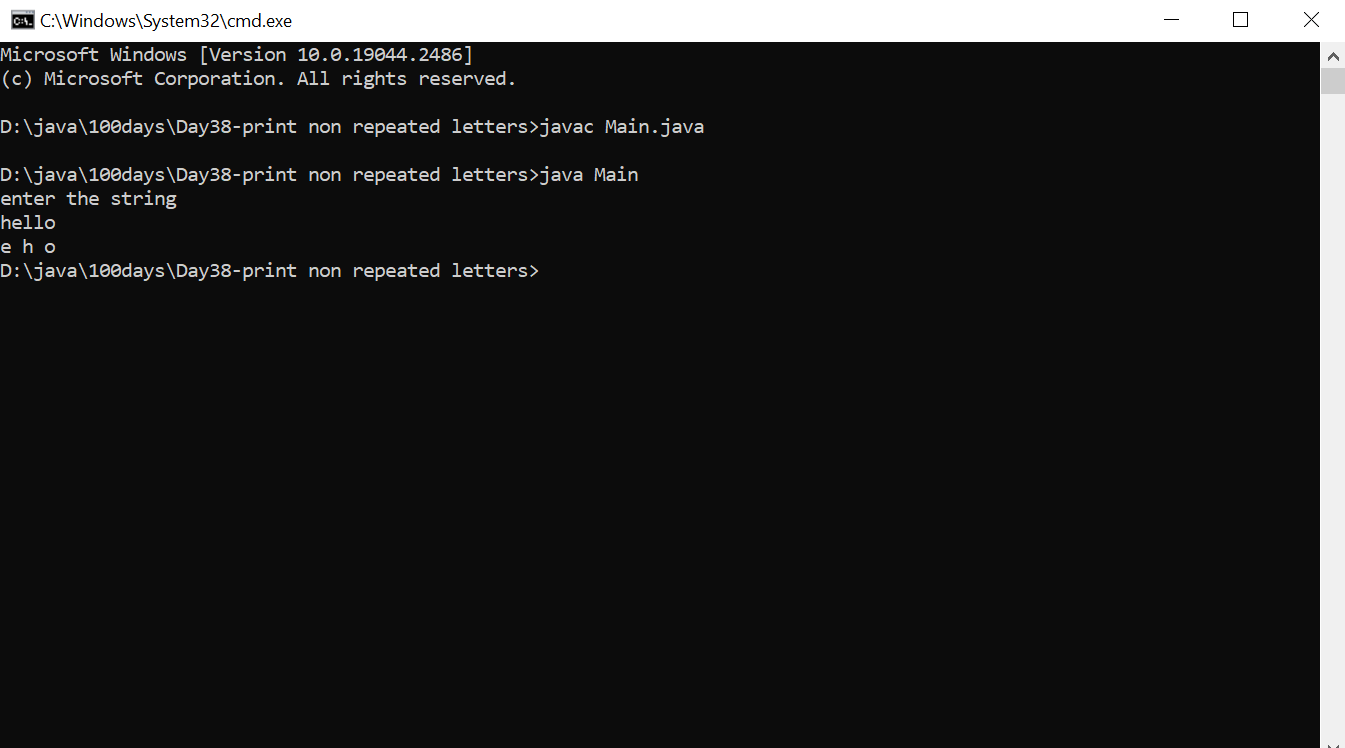 C:\Windows\System32\cmd.exe
Microsoft Windows [Version 10.0.19044.2486]
(c) Microsoft Corporation. All rights reserved.
D:\java\100days\Day38-print non repeated letters>javac Main.java
D:\java\100days\Day38-print non repeated letters>java Main
enter the string
hello
e h o
D:\java\100days\Day38-print non repeated letters>